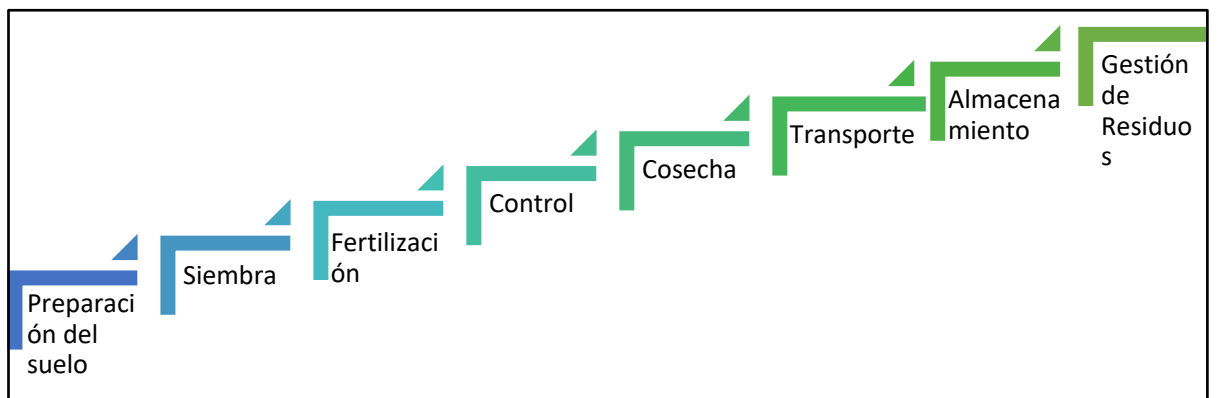 Preparaci
ón del
suelo
Siembra
Fertilizaci
ón
Control
Cosecha
Transporte
Almacena
miento
Gestión
de
Residuo
s